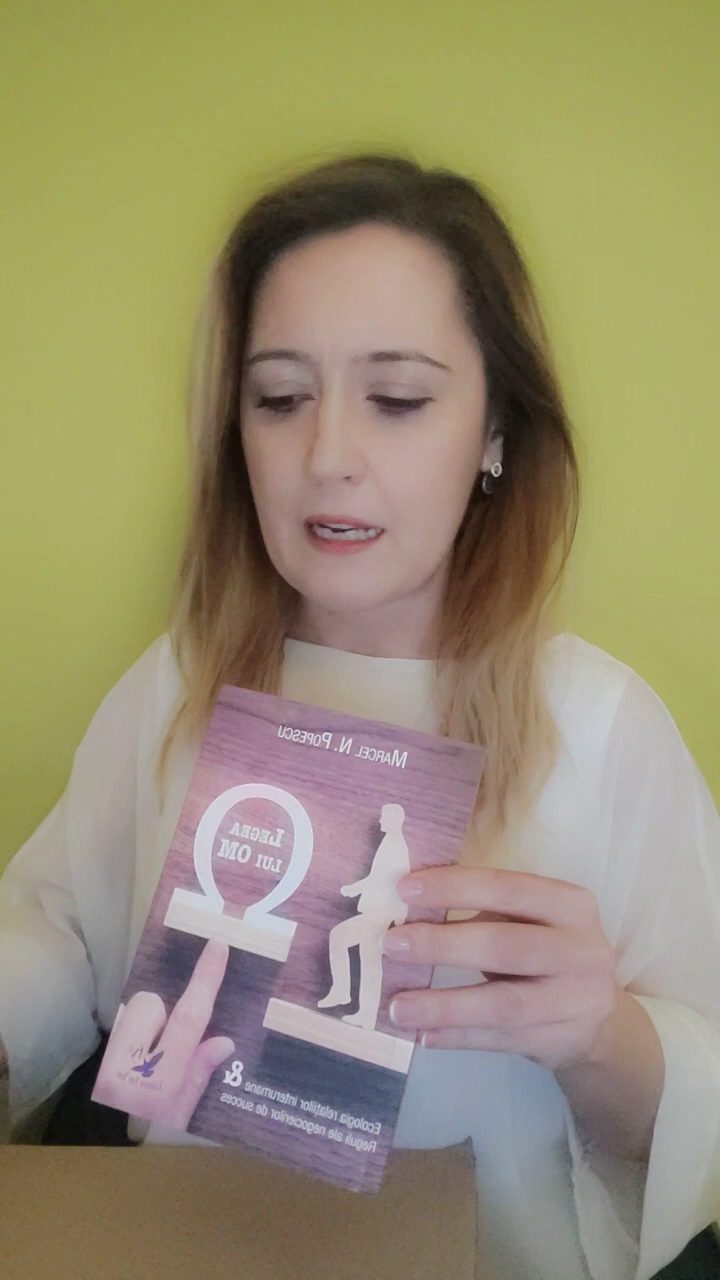 Marcel N. Popescu
Legea
lui OM
Ecologia relațiilor interumane &
Reguli ale negocierilor de succes